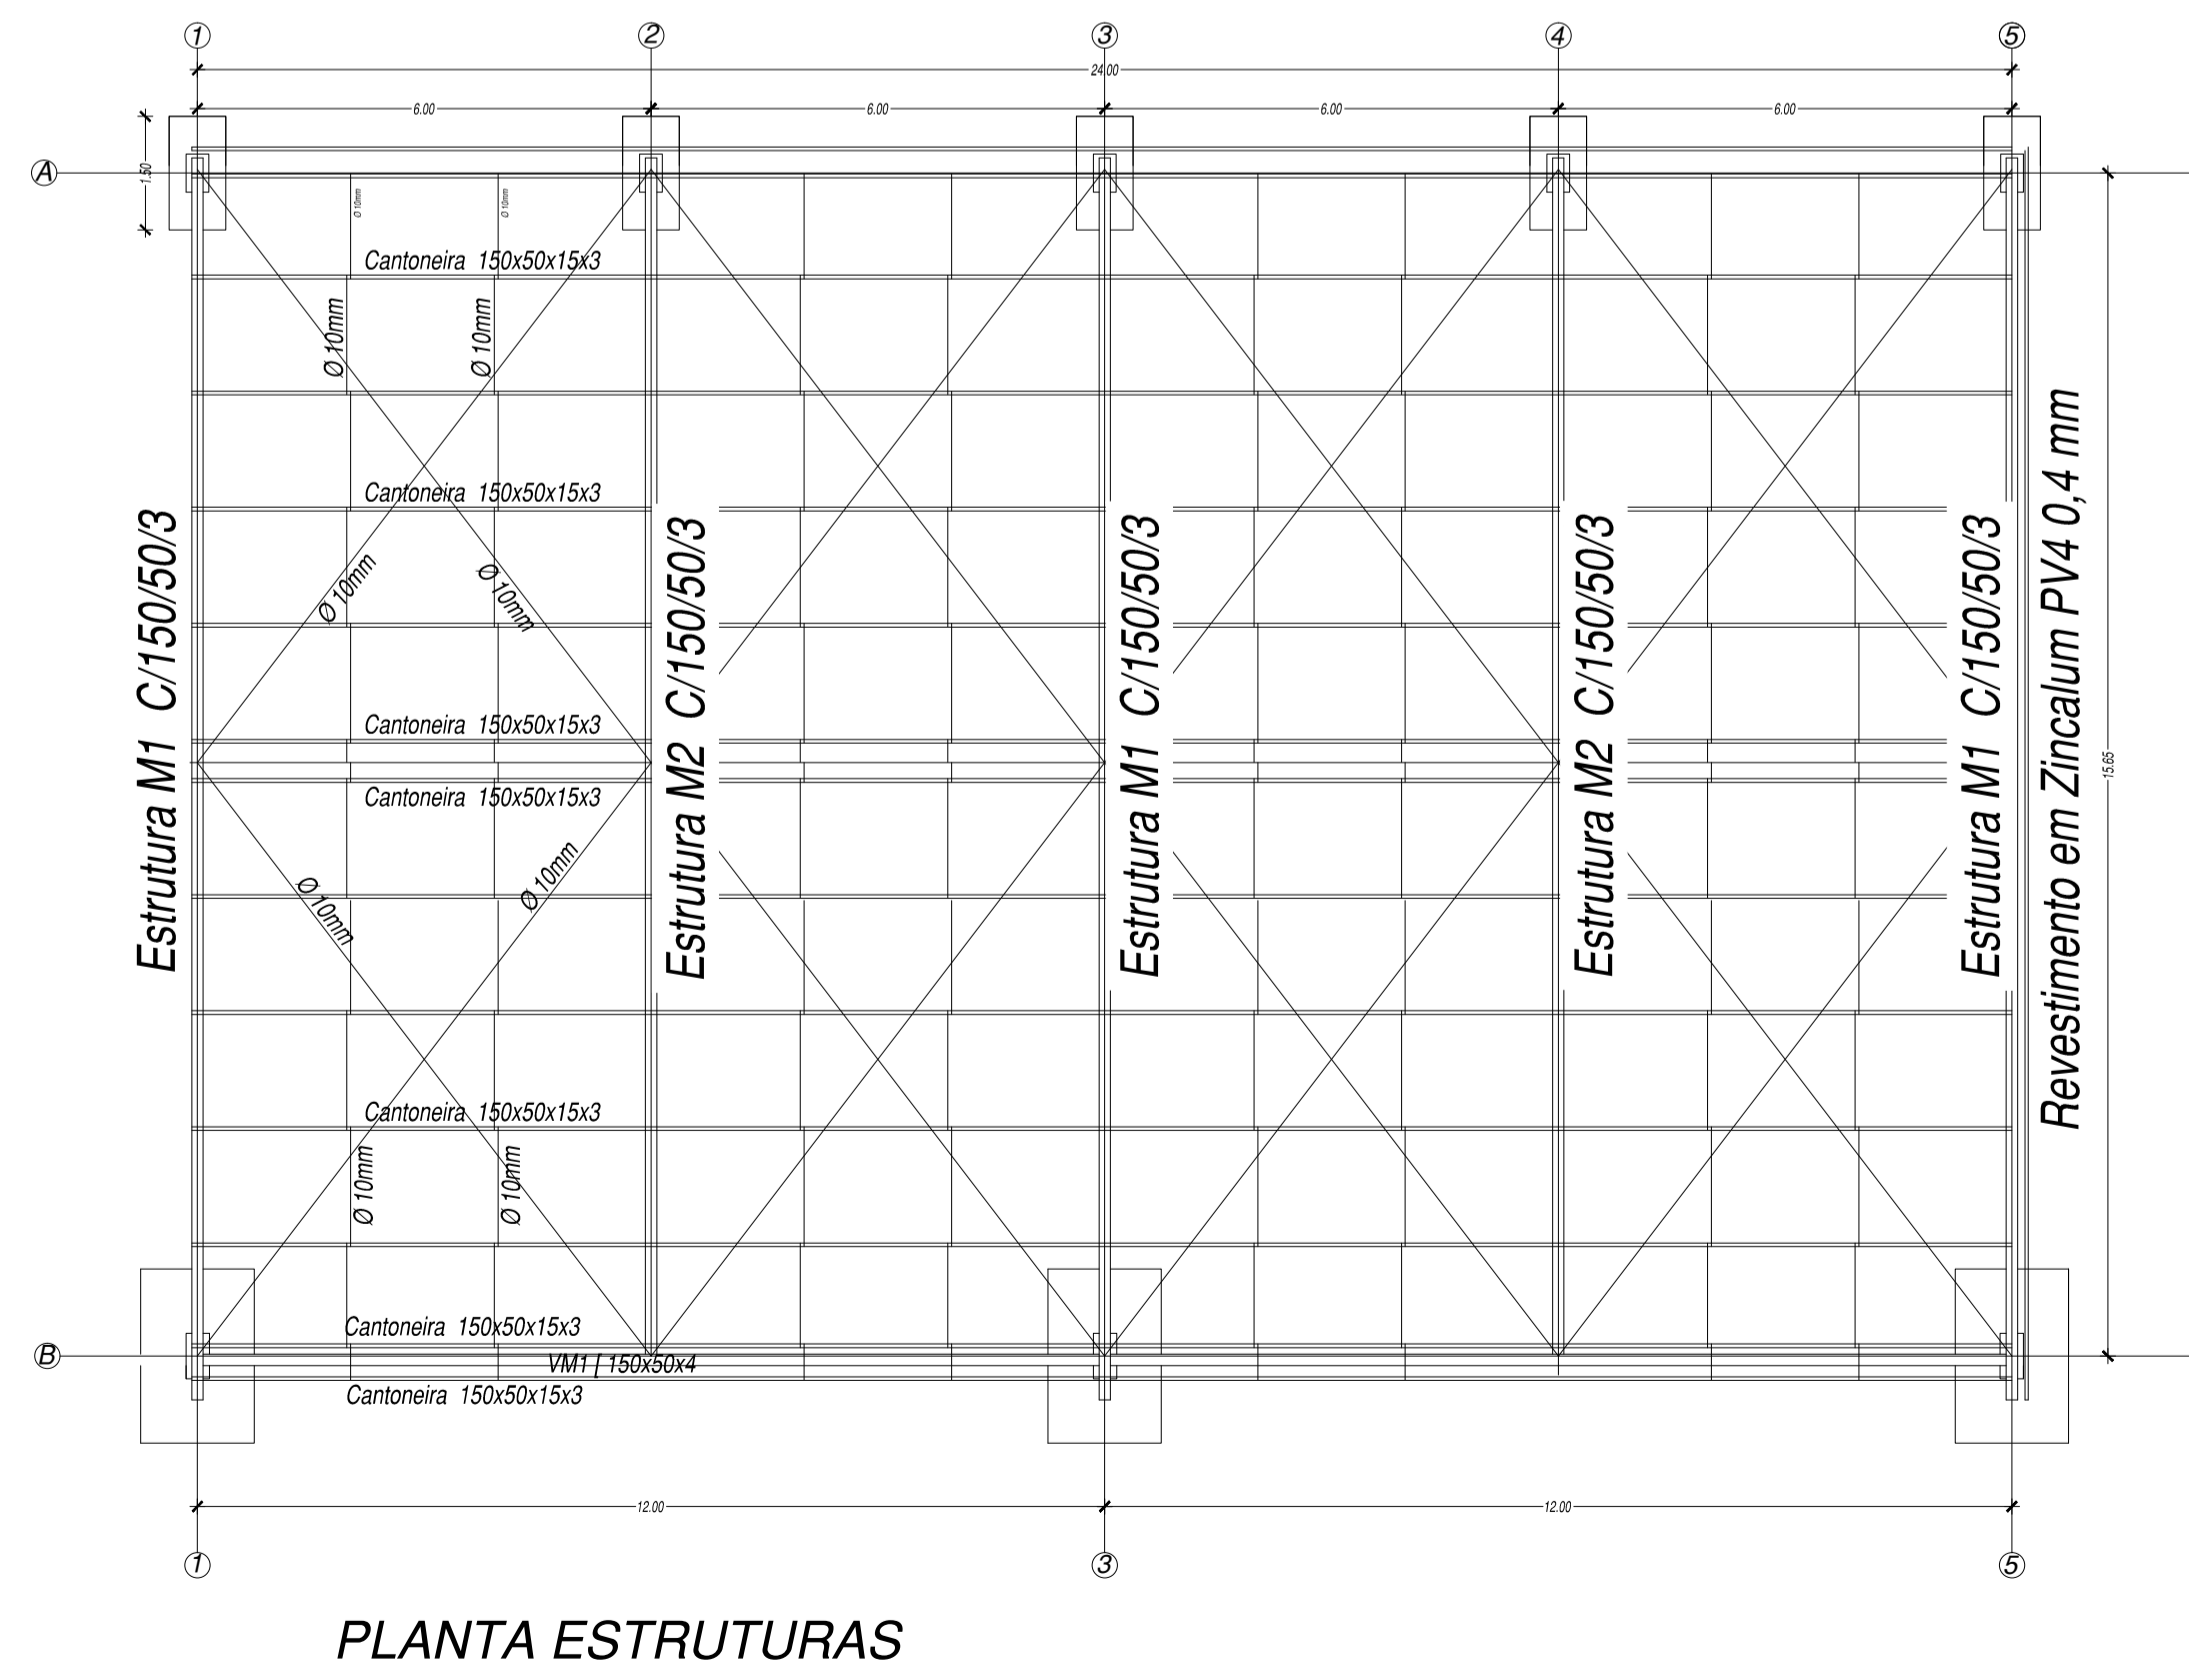 1
2
3
4
5
24.00
6.00
6.00
6.00
6.00
A
1.50
Ø 10mm
Ø 10mm
Cantoneira 150x50x15x3
Ø 10mm
Ø 10mm
Cantoneira 150x50x15x3
Ø 10mm
Ø 10mm
Cantoneira 150x50x15x3
Cantoneira 150x50x15x3
Ø 10mm
Ø 10mm
Estrutura M1 C/150/50/3
Estrutura M2 C/150/50/3
Estrutura M1 C/150/50/3
Estrutura M2 C/150/50/3
Estrutura M1 C/150/50/3
Revestimento em Zincalum PV4 0,4 mm
15.65
Cantoneira 150x50x15x3
Ø 10mm
Ø 10mm
Cantoneira 150x50x15x3
B
VM1 [ 150x50x4
Cantoneira 150x50x15x3
12.00
12.00
1
3
5
PLANTA ESTRUTURAS